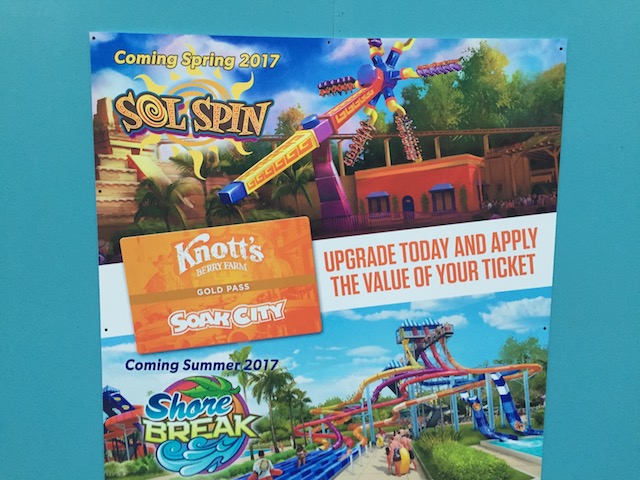 Coming Spring 2017
SOL SPIN
Knott's
BERRY FARM
GOLD PASS
SOAK CITY
UPGRADE TODAY AND APPLY
THE VALUE OF YOUR TICKET
Coming Summer 2017
Shore
BREAK